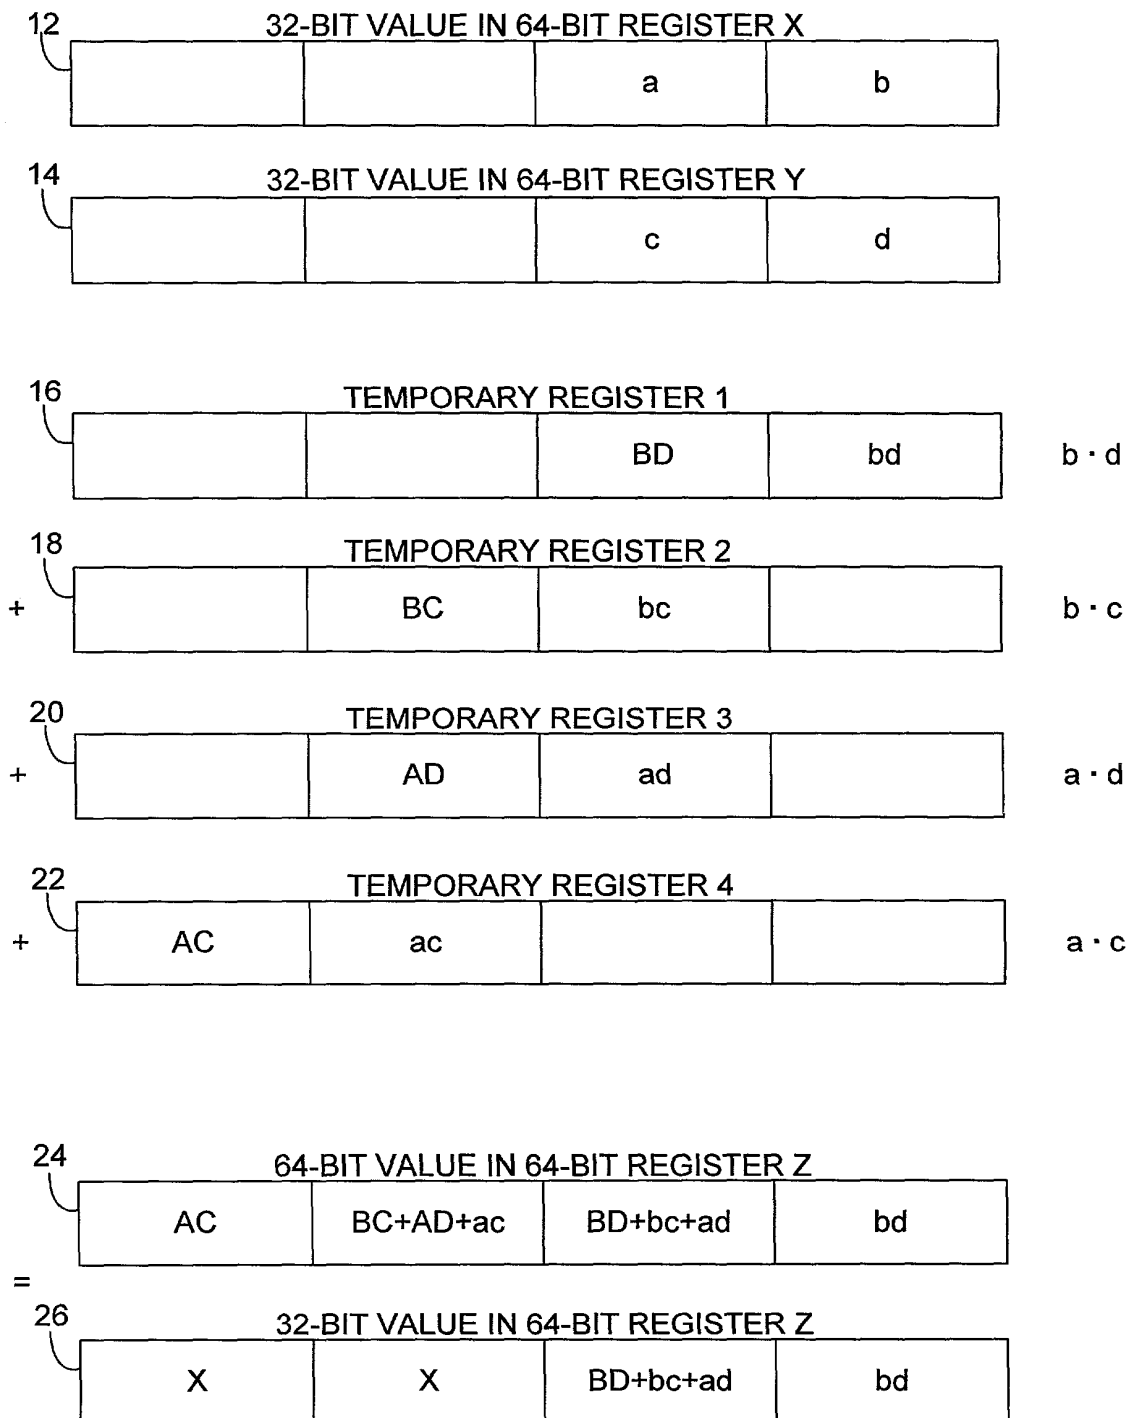 12
32-BIT VALUE IN 64-BIT REGISTER X
a b
14
32-BIT VALUE IN 64-BIT REGISTER Y
c d
16
TEMPORARY REGISTER 1
BD bd b · d
18
TEMPORARY REGISTER 2
+ BC bc b · c
20
TEMPORARY REGISTER 3
+ AD ad a · d
22
TEMPORARY REGISTER 4
+ AC ac a · c
24
64-BIT VALUE IN 64-BIT REGISTER Z
AC BC+AD+ac BD+bc+ad bd
=
26
32-BIT VALUE IN 64-BIT REGISTER Z
X X BD+bc+ad bd